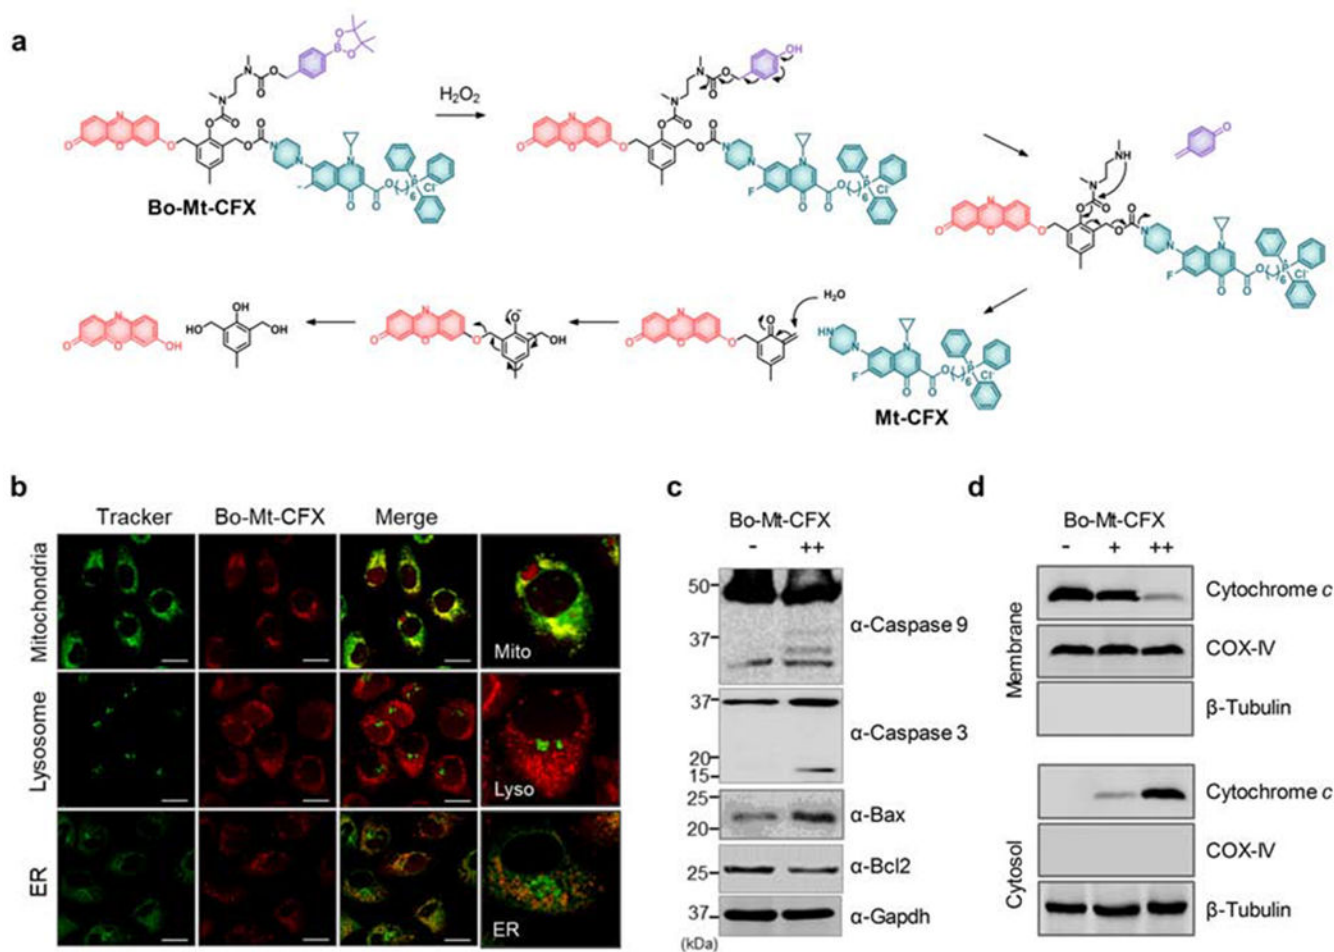 a
H₂O₂
Bo-Mt-CFX
H₂O
Mt-CFX
b
Tracker Bo-Mt-CFX Merge
Mitochondria
Mito
Lysosome
Lyso
ER
ER
c
Bo-Mt-CFX
- ++
50
37
α-Caspase 9
37
20
15
α-Caspase 3
25
20
α-Bax
25
α-Bcl2
37
α-Gapdh
(kDa)
d
Bo-Mt-CFX
- + ++
Membrane
Cytochrome c
COX-IV
β-Tubulin
Cytosol
Cytochrome c
COX-IV
β-Tubulin